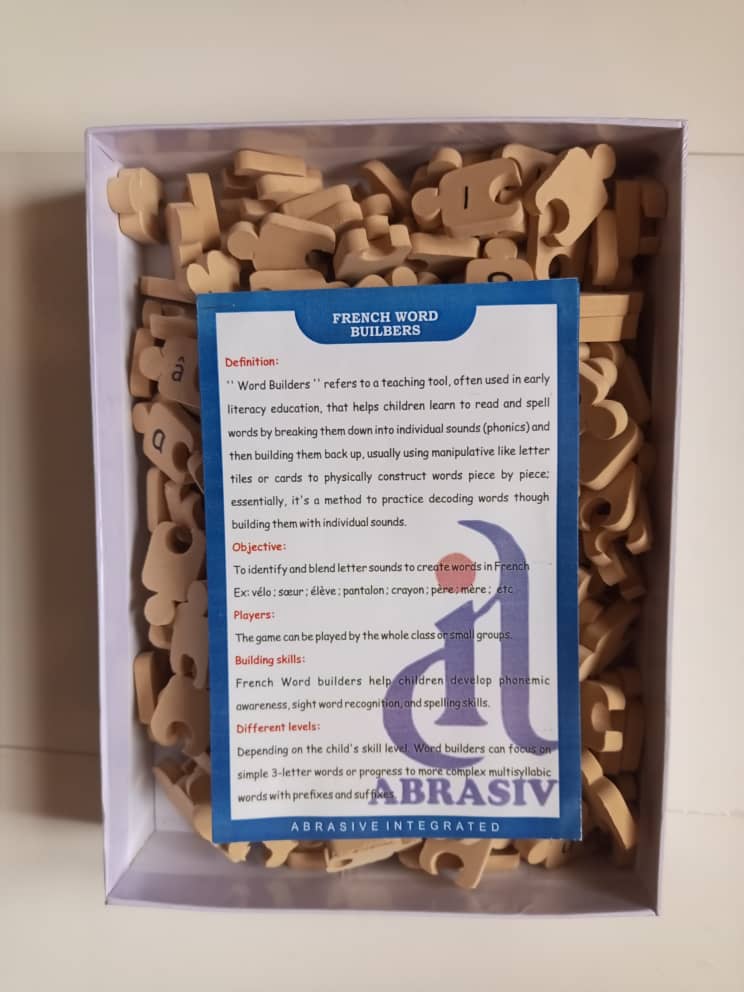 FRENCH WORD
BUILBERS
Definition:
'' Word Builders '' refers to a teaching tool, often used in early
literacy education, that helps children learn to read and spell
words by breaking them down into individual sounds (phonics) and
then building them back up, usually using manipulative like letter
tiles or cards to physically construct words piece by piece;
essentially, it's a method to practice decoding words though
building them with individual sounds.
Objective:
To identify and blend letter sounds to create words in French
Ex: vélo ; sœur ; élève ; pantalon ; crayon ; père ; mère ; etc
Players:
The game can be played by the whole class or small groups.
Building skills:
French Word builders help children develop phonemic
awareness, sight word recognition, and spelling skills.
Different levels:
Depending on the child's skill level, Word builders can focus on
simple 3-letter words or progress to more complex multisyllabic
words with prefixes and suffixes
ABRASIV
ABRASIVE INTEGRATED